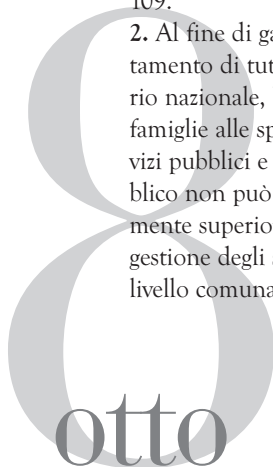 109.
2. Al fine di ga
tamento di tut
rio nazionale,
famiglie alle sp
vizi pubblici e
blico non può
mente superio
gestione degli
livello comuna
8
otto